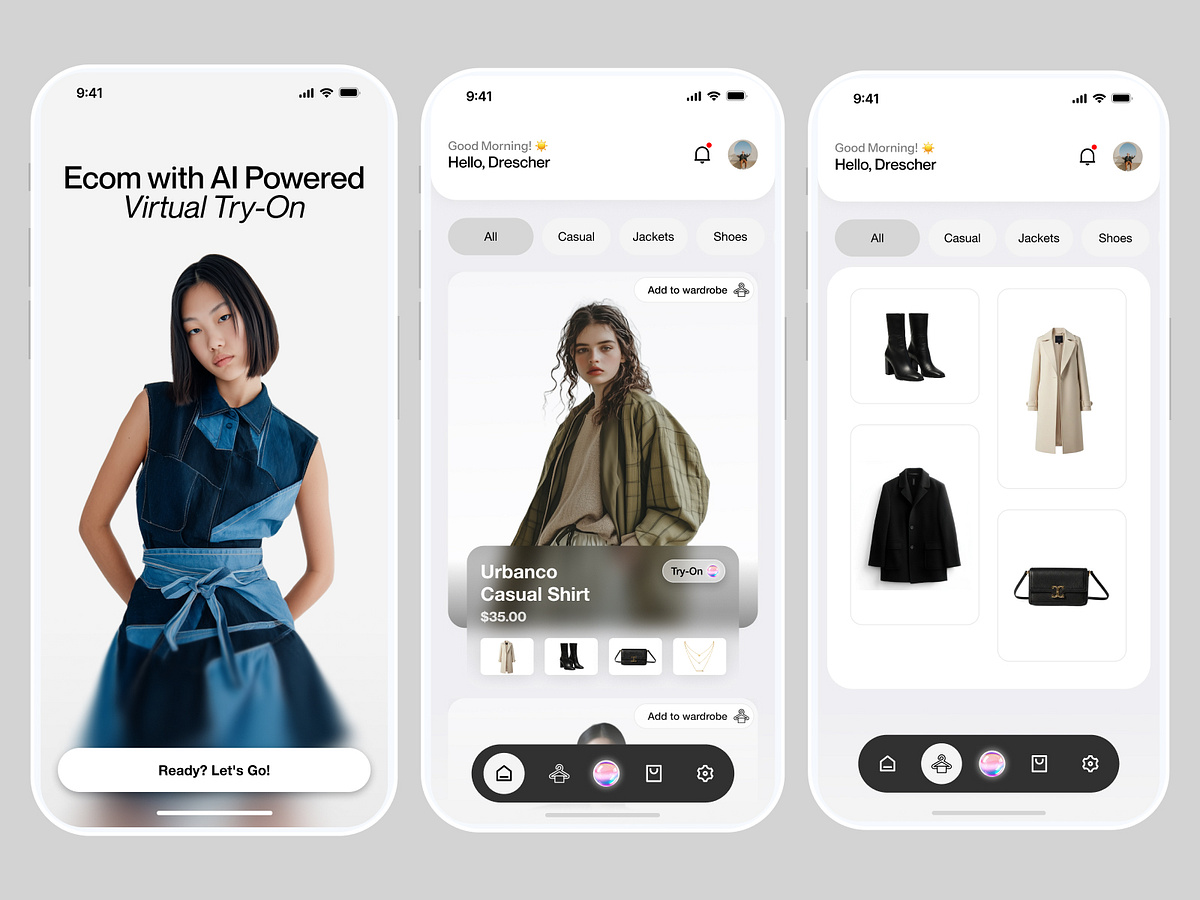 9:41
Ecom with AI Powered
Virtual Try-On
Ready? Let's Go!
9:41
Good Morning! ☀️
Hello, Drescher
All
Casual
Jackets
Shoes
Add to wardrobe
Urbanco
Casual Shirt
$35.00
Try-On
Add to wardrobe
9:41
Good Morning! ☀️
Hello, Drescher
All
Casual
Jackets
Shoes